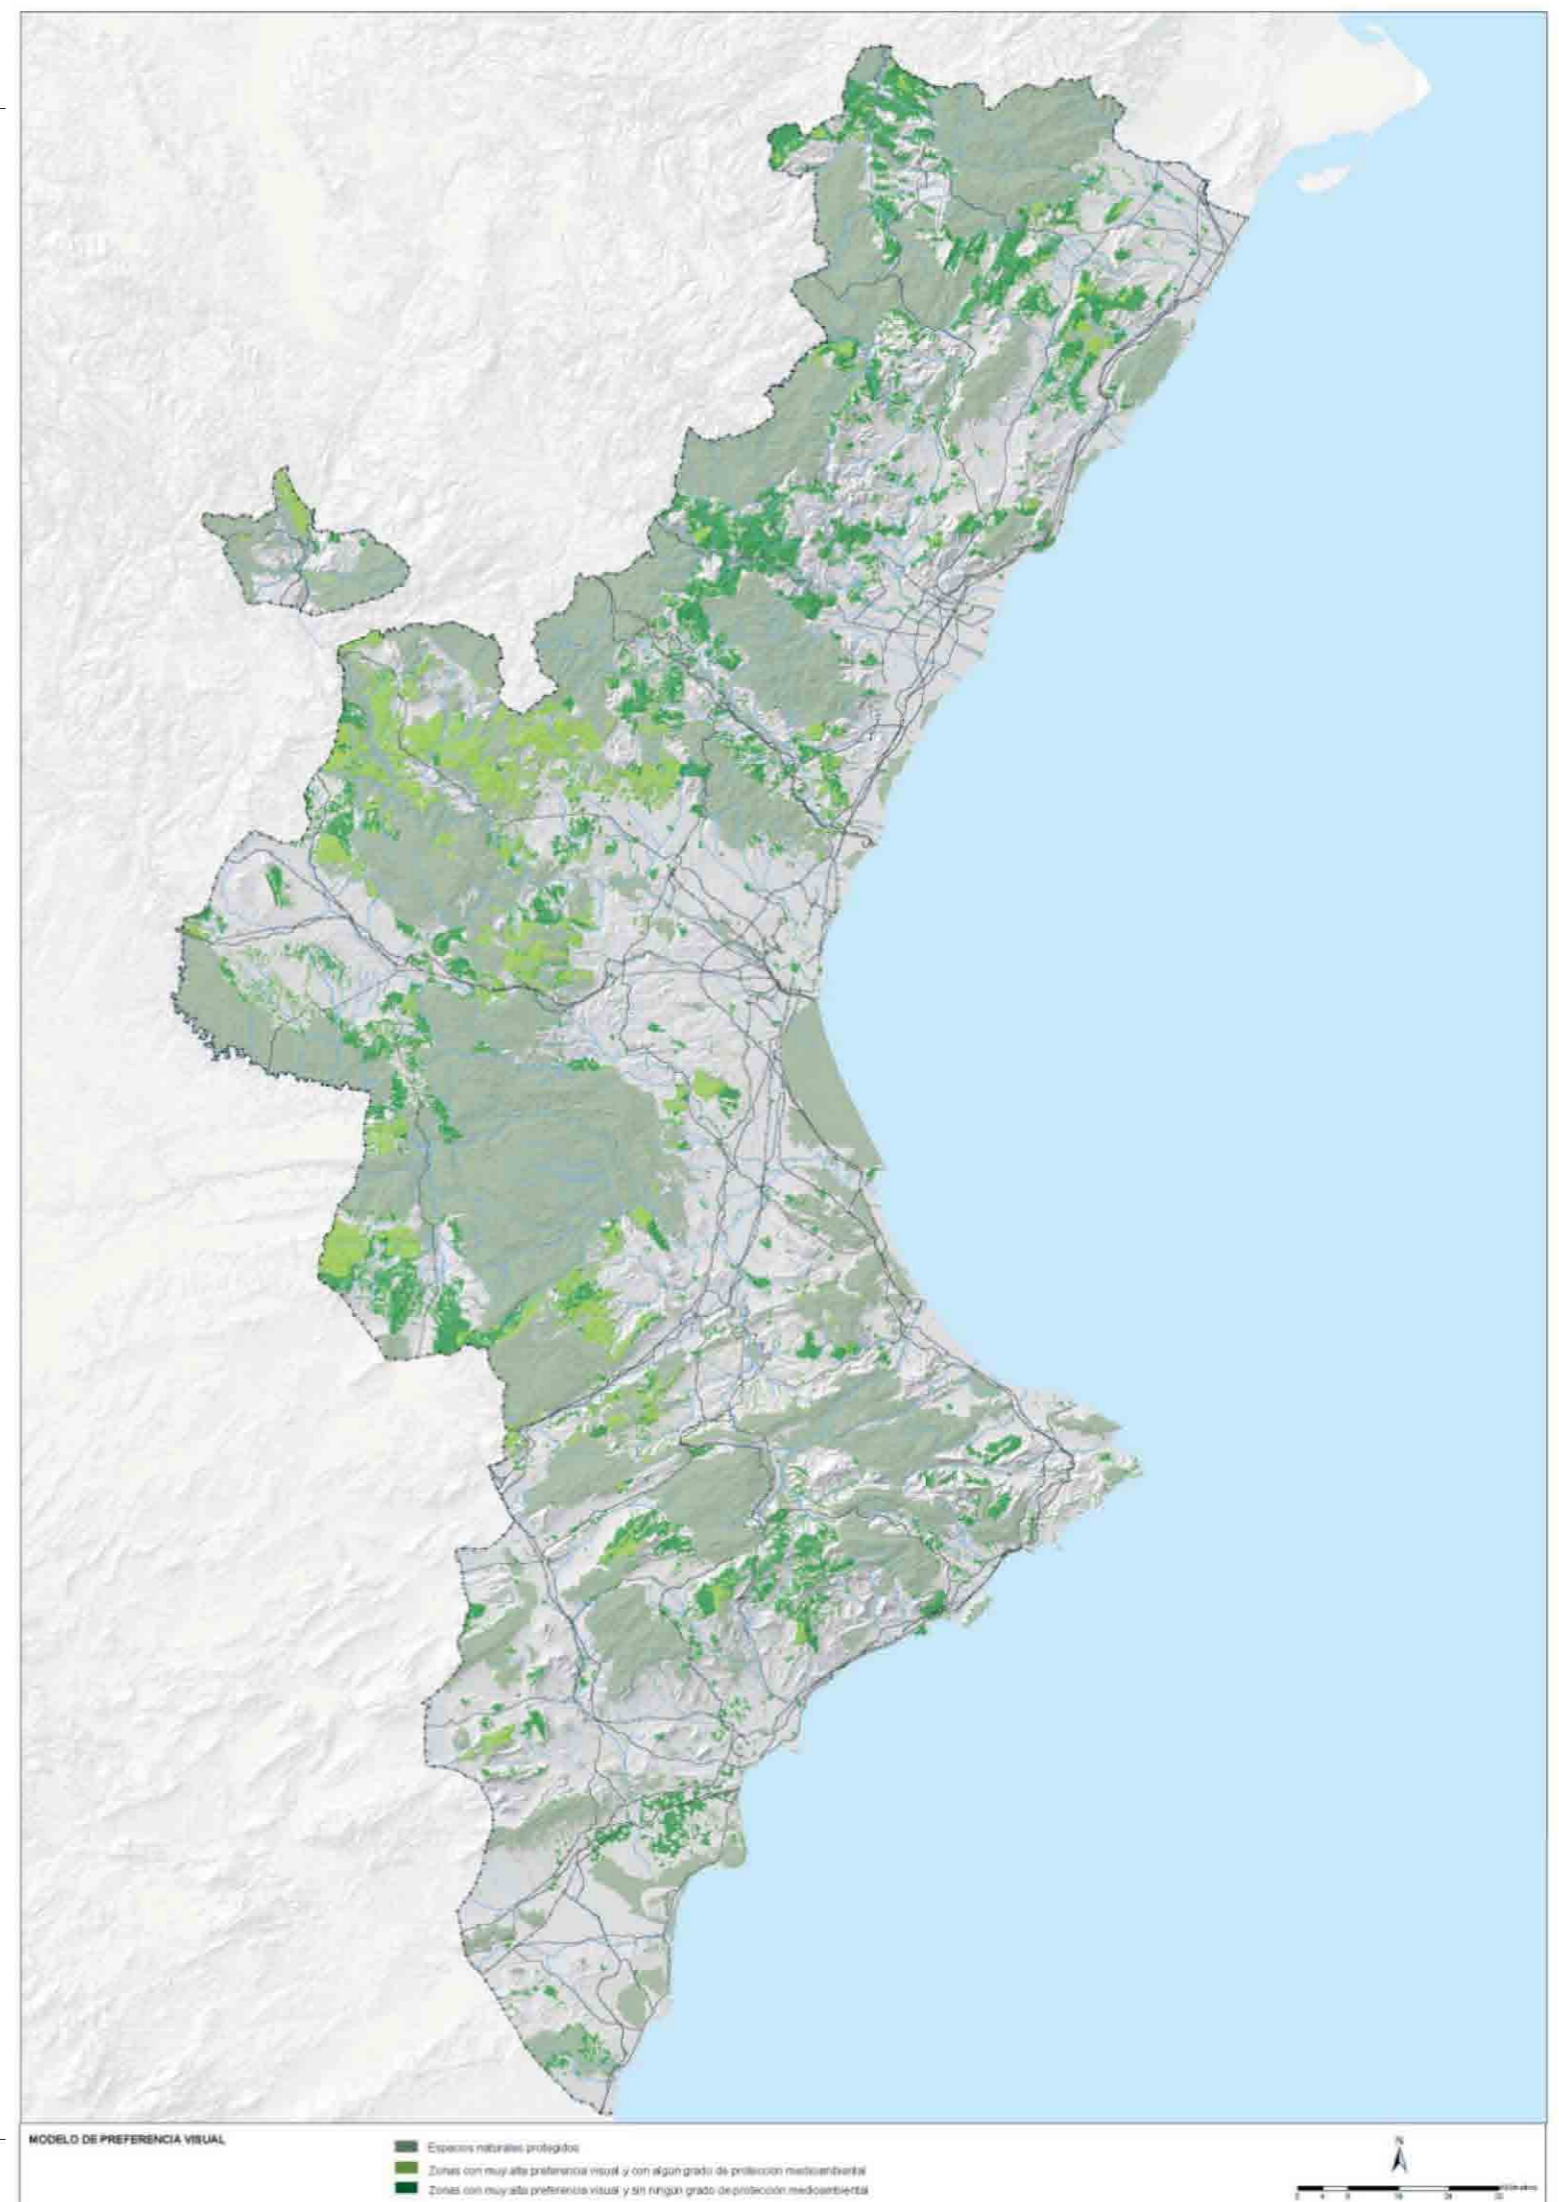 MODELO DE PREFERENCIA VISUAL
Espacios naturales protegidos
Zonas con muy alta preferencia visual y con algún grado de protección medioambiental
Zonas con muy alta preferencia visual y sin ningún grado de protección medioambiental
N